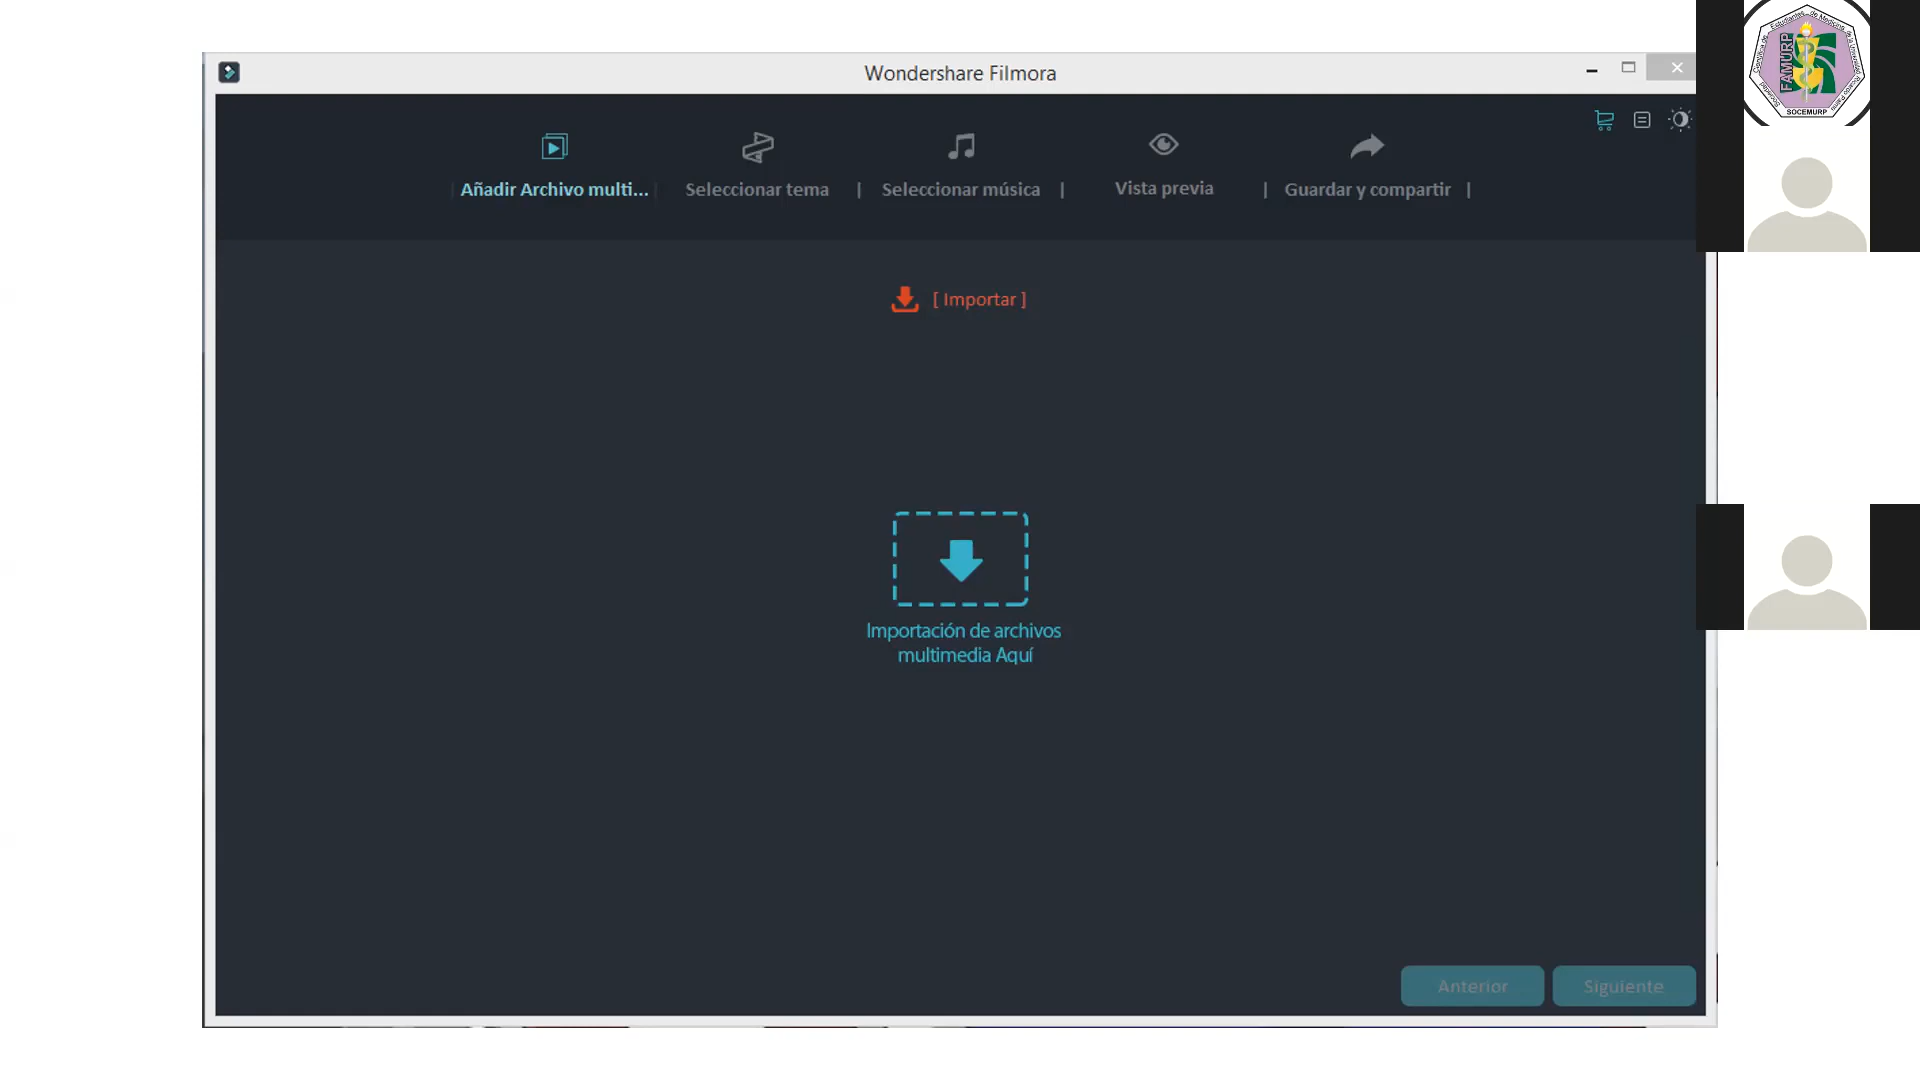 Wondershare Filmora
Añadir Archivo multi...
Seleccionar tema
Seleccionar música
Vista previa
Guardar y compartir
[ Importar ]
Importación de archivos
multimedia Aquí
Anterior
Siguiente
FAMURP
SOCEMURP